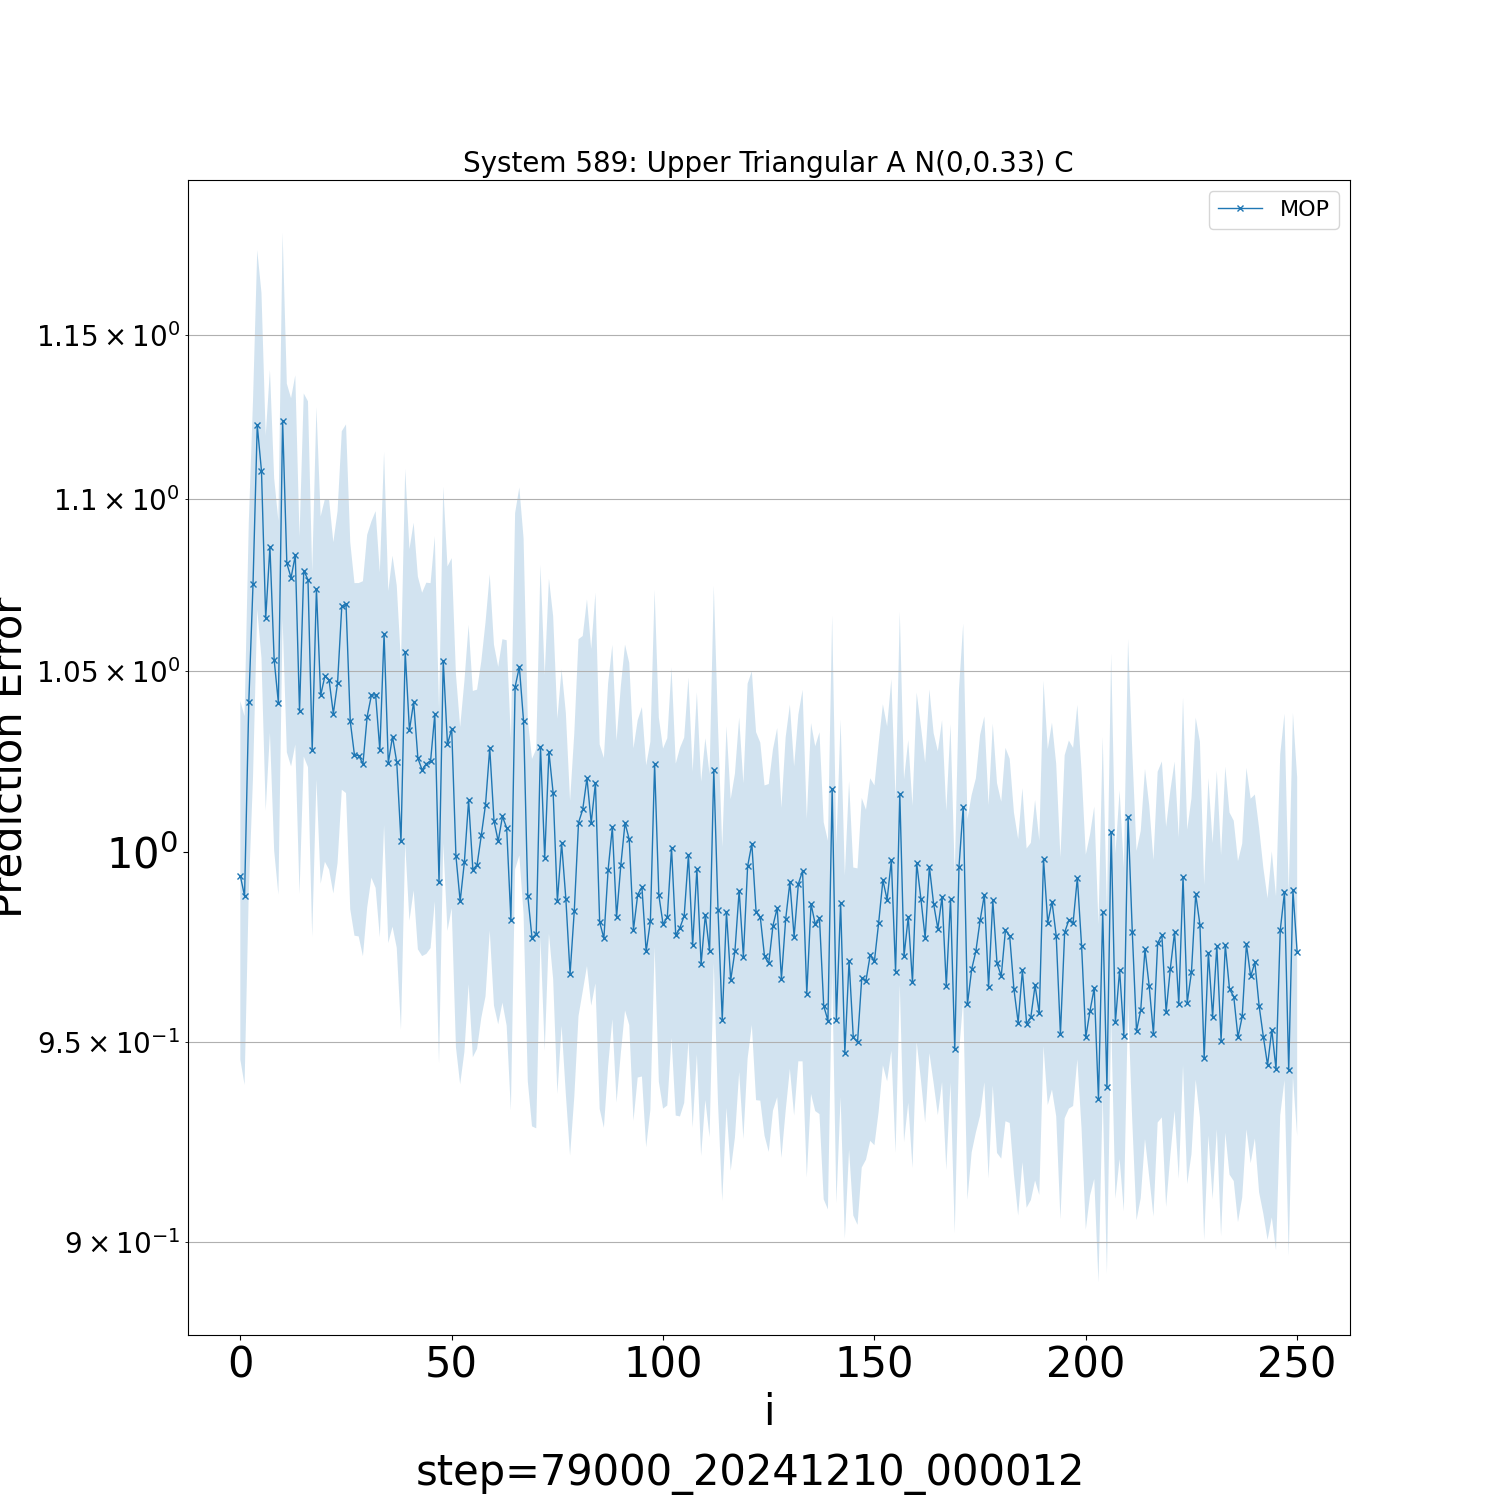 System 589: Upper Triangular A N(0,0.33) C
MOP
Prediction Error
1.15 × 10⁰
1.1 × 10⁰
1.05 × 10⁰
10⁰
9.5 × 10⁻¹
9 × 10⁻¹
0 50 100 150 200 250
i
step=79000_20241210_000012